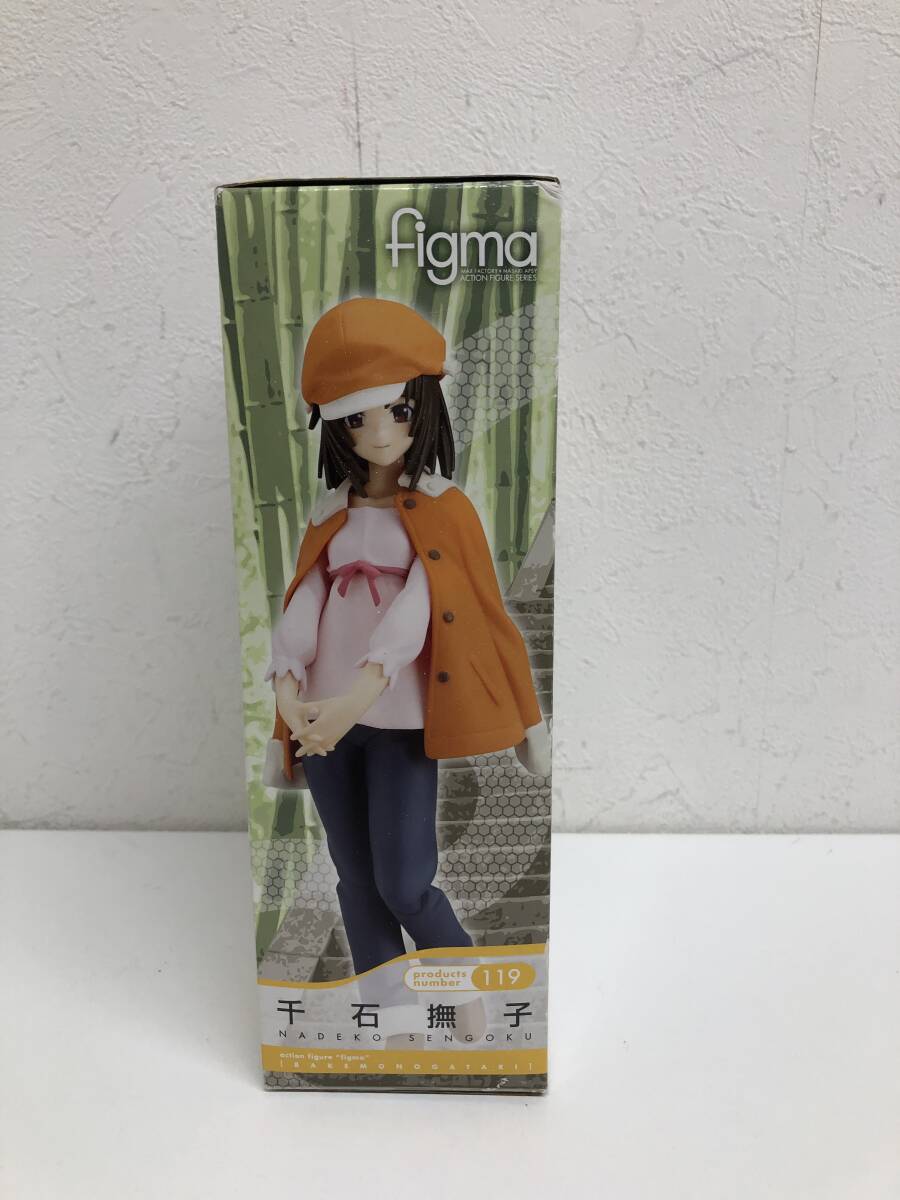 figma
MAX FACTORY + MASAKI APSY
ACTION FIGURE SERIES
products
number 119
千石撫子
NADEKO SENGOKU
action figure "figma"
[BAKEMONOGATARI]